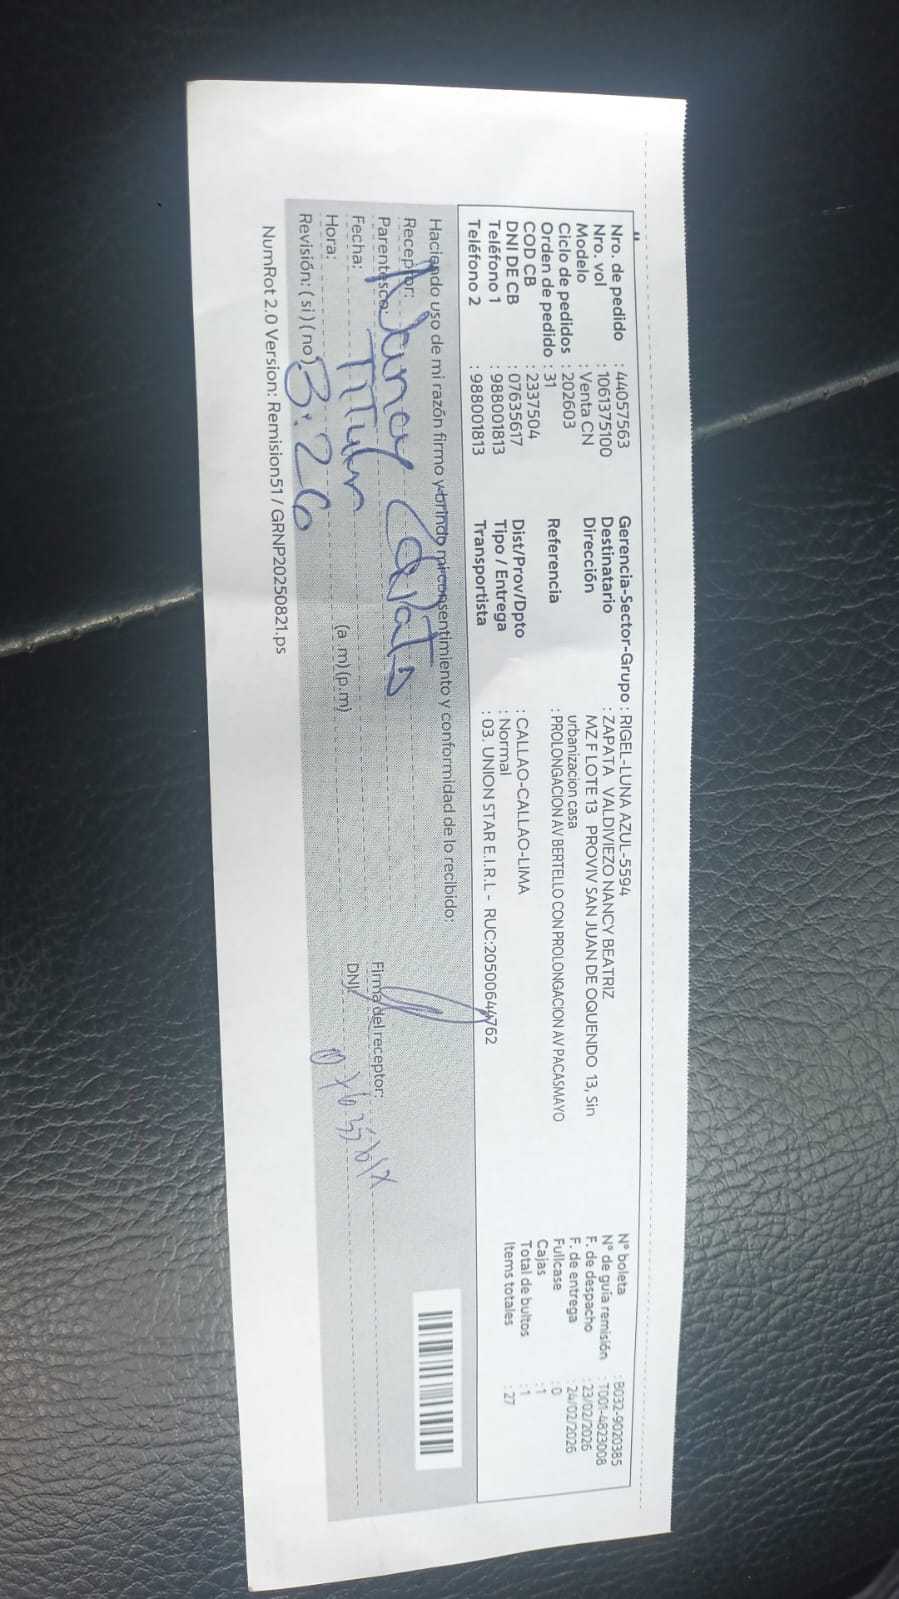 Nro. de pedido : 44057563
Nro. vol : 1061375100
Modelo : Venta CN
Ciclo de pedidos : 202603
Orden de pedido : 31
COD CB : 2337504
DNI DE CB : 07635617
Teléfono 1 : 988001813
Teléfono 2 : 988001813
Gerencia-Sector-Grupo : RIGEL-LUNA AZUL-5594
Destinatario : ZAPATA VALDIVIEZO NANCY BEATRIZ
Dirección MZ F LOTE 13 PROVIV SAN JUAN DE OQUENDO 13, Sin
urbanizacion casa
Referencia : PROLONGACION AV BERTELLO CON PROLONGACION AV PACASMAYO
Dist/Prov/Dpto : CALLAO-CALLAO-LIMA
Tipo / Entrega : Normal
Transportista : 03. UNION STAR E.I.R.L - RUC:20500644762
N° boleta : B032-9020385
N° de guía remisión : T001-4823008
F. de despacho : 23/02/2026
F. de entrega : 24/02/2026
Fullcase : 0
Cajas : 1
Total de bultos : 1
Items totales : 27
Haciendo uso de mi razón firmo y brindo mi consentimiento y conformidad de lo recibido:
Receptor: Nancy Zapata
Parentesco: Titular
Fecha:
Hora: 3:26 (a.m)(p.m)
Revisión: (si)(no)
Firma del receptor:
DNI: 07635617
NumRot 2.0 Version: Remision51 / GRNP20250821.ps